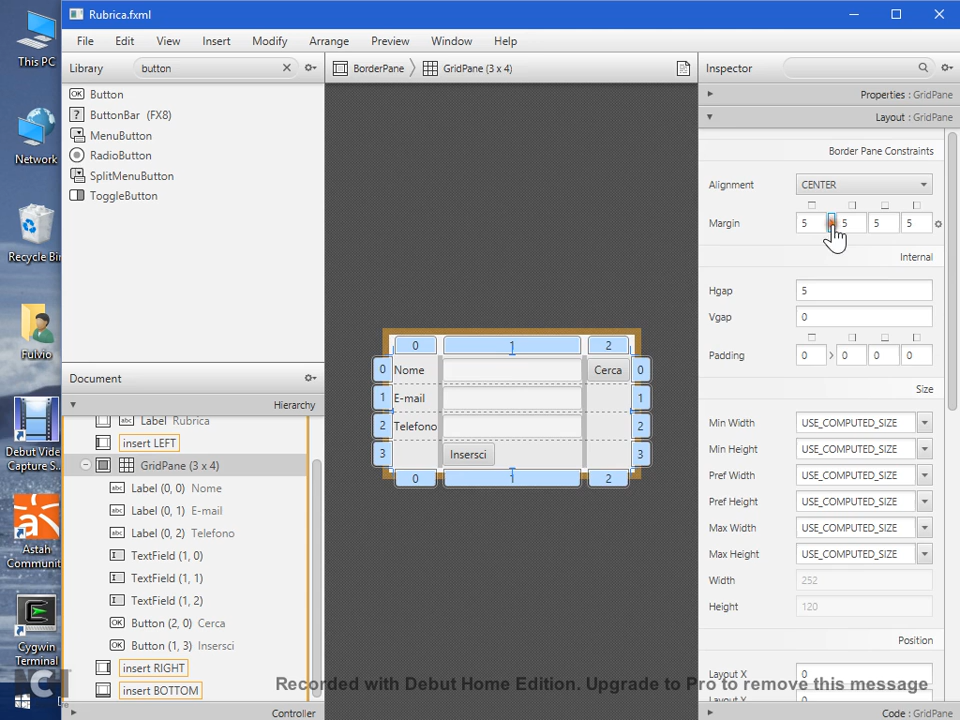 This PC
Network
Recycle Bin
Fulvio
Debut Video
Capture S...
Astah
Communit
Cygwin
Terminal
Rubrica.fxml
File Edit View Insert Modify Arrange Preview Window Help
Library
button
Button
ButtonBar (FX8)
MenuButton
RadioButton
SplitMenuButton
ToggleButton
Document
Hierarchy
Label Rubrica
insert LEFT
GridPane (3 x 4)
Label (0, 0) Nome
Label (0, 1) E-mail
Label (0, 2) Telefono
TextField (1, 0)
TextField (1, 1)
TextField (1, 2)
Button (2, 0) Cerca
Button (1, 3) Insersci
insert RIGHT
insert BOTTOM
Controller
BorderPane GridPane (3 x 4)
0 1 2
0 Nome Cerca 0
1 E-mail 1
2 Telefono 2
3 Insersci 3
0 1 2
Inspector
Properties : GridPane
Layout : GridPane
Border Pane Constraints
Alignment CENTER
Margin 5 5 5 5
Internal
Hgap 5
Vgap 0
Padding 0 0 0 0
Size
Min Width USE_COMPUTED_SIZE
Min Height USE_COMPUTED_SIZE
Pref Width USE_COMPUTED_SIZE
Pref Height USE_COMPUTED_SIZE
Max Width USE_COMPUTED_SIZE
Max Height USE_COMPUTED_SIZE
Width 252
Height 120
Position
Layout X 0
Layout Y 0
Code : GridPane
Recorded with Debut Home Edition. Upgrade to Pro to remove this message